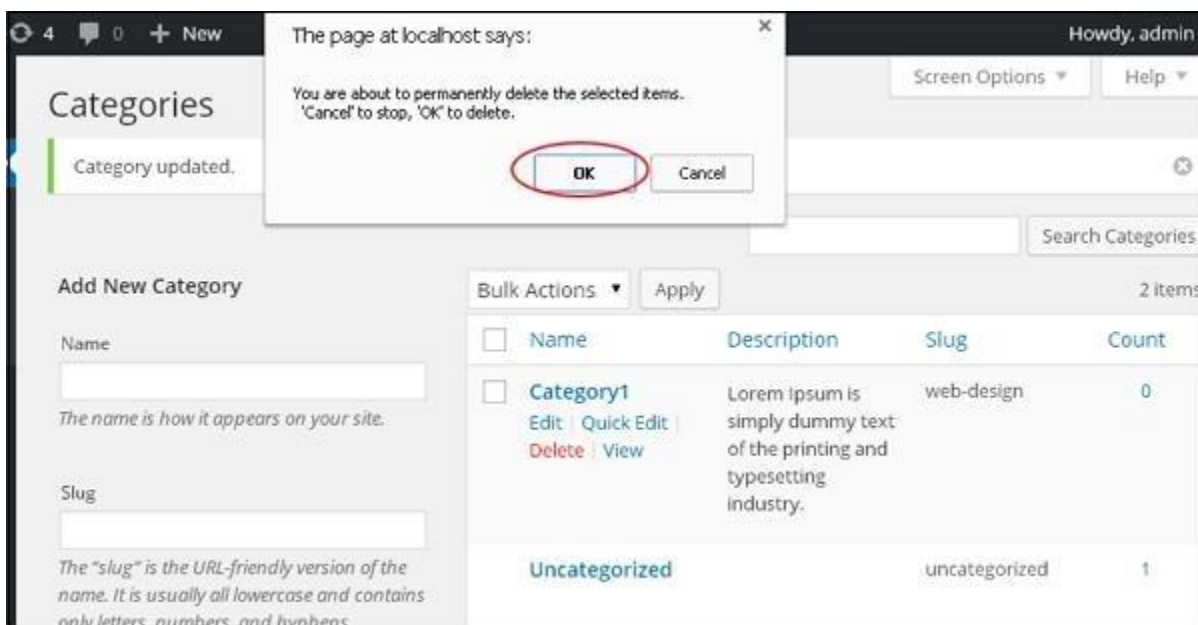 4 0 + New
Howdy, admin
The page at localhost says:
You are about to permanently delete the selected items.
'Cancel' to stop, 'OK' to delete.
OK Cancel
Screen Options Help
Categories
Category updated.
Search Categories
Add New Category
Bulk Actions Apply
2 items
Name
The name is how it appears on your site.
Slug
The "slug" is the URL-friendly version of the
name. It is usually all lowercase and contains
only letters, numbers, and hyphens.
Name Description Slug Count
Category1
Edit | Quick Edit |
Delete | View
Lorem Ipsum is
simply dummy text
of the printing and
typesetting
industry.
web-design
0
Uncategorized
uncategorized
1